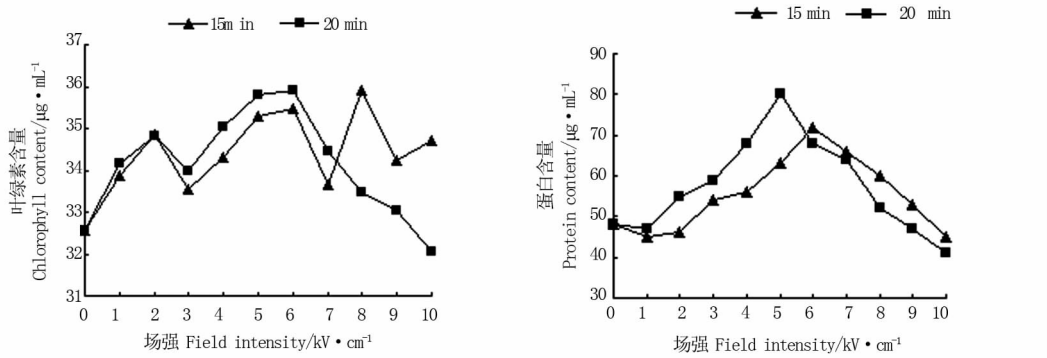 15m in 20 min
37
36
35
34
33
32
31
叶绿素含量
Chlorophyll content/μg·mL⁻¹
0 1 2 3 4 5 6 7 8 9 10
场强 Field intensity/kV·cm⁻¹
15 min 20 min
90
80
70
60
50
40
30
蛋白含量
Protein content/μg·mL⁻¹
0 1 2 3 4 5 6 7 8 9 10
场强 Field intensity/kV·cm⁻¹